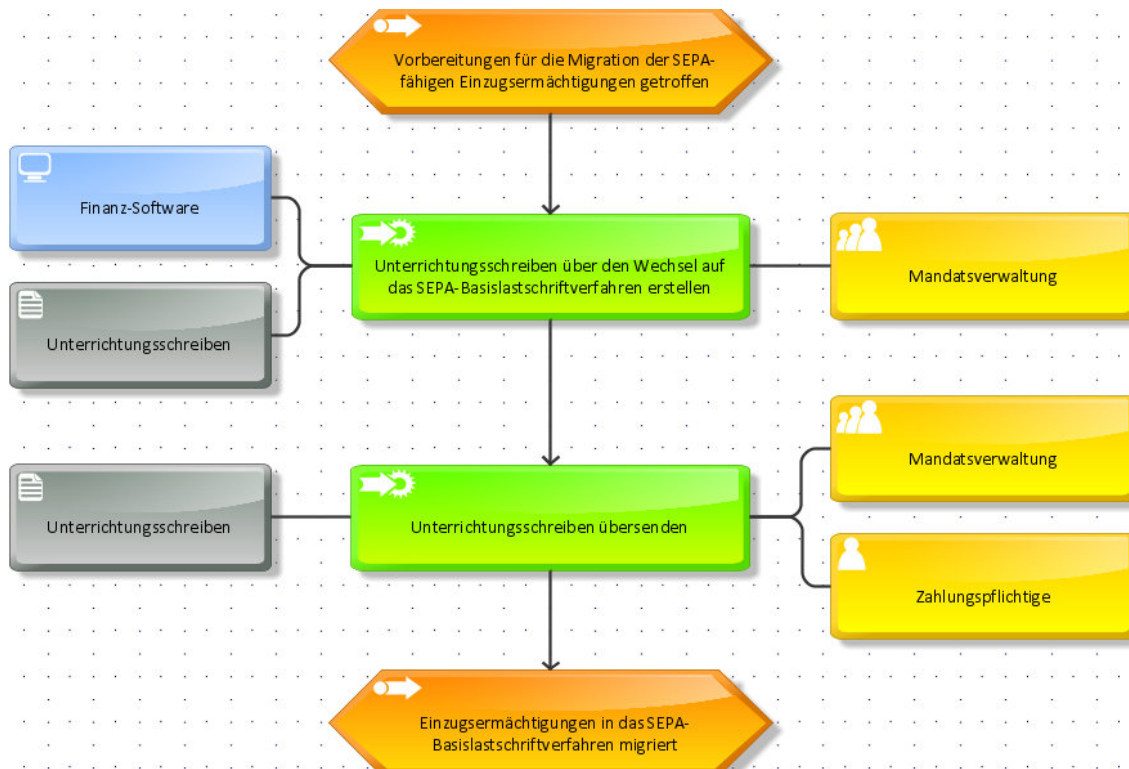 Vorbereitungen für die Migration der SEPA-
fähigen Einzugsermächtigungen getroffen
Finanz-Software
Unterrichtungsschreiben über den Wechsel auf
das SEPA-Basislastschriftverfahren erstellen
Mandatsverwaltung
Unterrichtungsschreiben
Mandatsverwaltung
Unterrichtungsschreiben
Unterrichtungsschreiben übersenden
Zahlungspflichtige
Einzugsermächtigungen in das SEPA-
Basislastschriftverfahren migriert